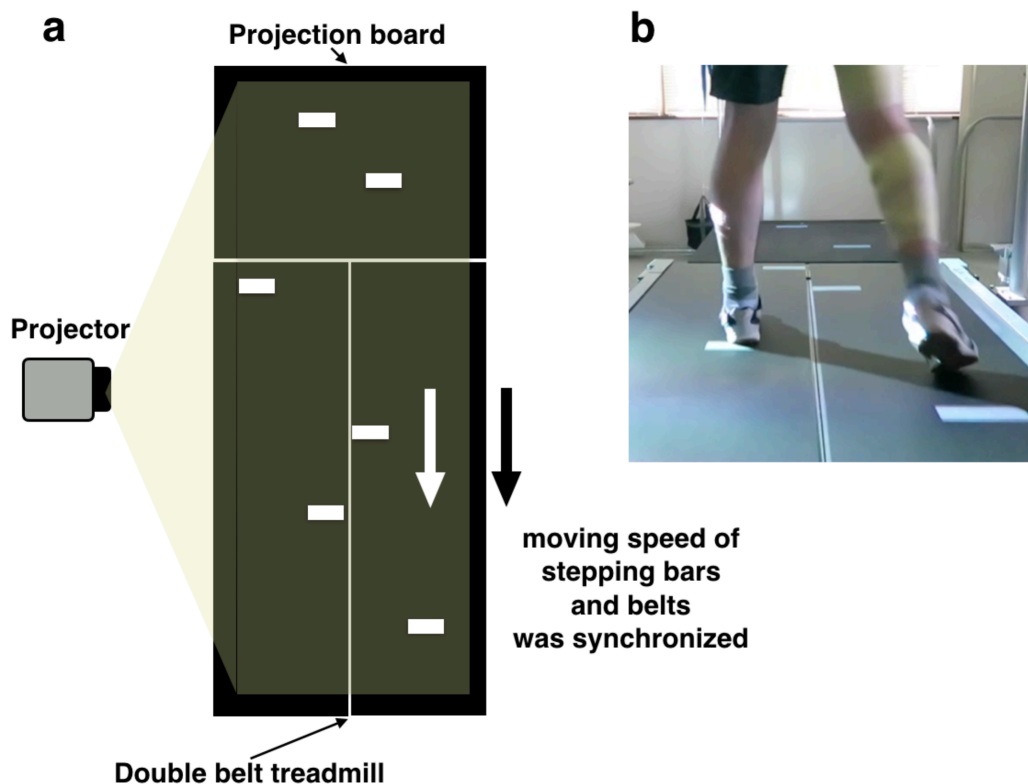 a
Projection board
b
Projector
moving speed of
stepping bars
and belts
was synchronized
Double belt treadmill